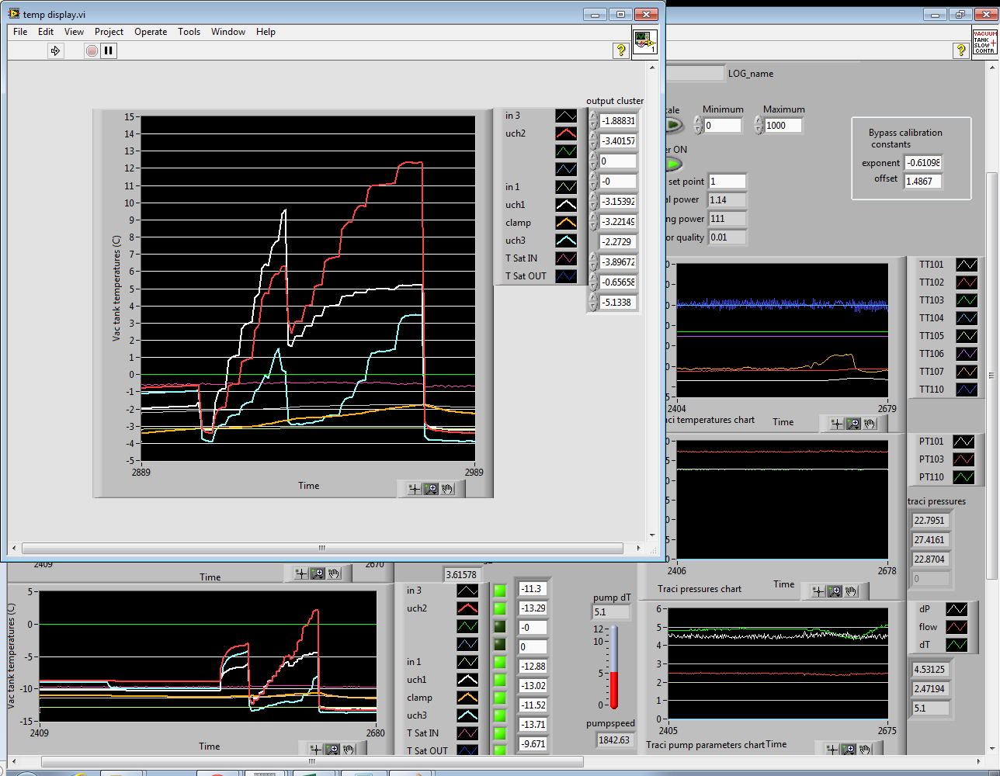 temp display.vi
File Edit View Project Operate Tools Window Help
1
VACUUM
TANK +
SLOW
CONTR
LOG_name
output cluster
15
14
13
12
11
10
9
8
7
6
5
4
3
2
1
0
-1
-2
-3
-4
-5
Vac tank temperatures (C)
2889 2989
Time
in 3
uch2
in 1
uch1
clamp
uch3
T Sat IN
T Sat OUT
-1.88831
-3.40157
0
-0
-3.15392
-3.22149
-2.2729
-3.89672
-0.65658
-5.1338
cale
Minimum Maximum
0 1000
er ON
set point 1
al power 1.14
ng power 111
or quality 0.01
Bypass calibration
constants
exponent -0.61098
offset 1.4867
2404 2679
aci temperatures chart Time
TT101
TT102
TT103
TT104
TT105
TT106
TT107
TT110
2406 2678
Traci pressures chart Time
PT101
PT103
PT110
traci pressures
22.7951
27.4161
22.8704
0
2409 2670
Time
3.61578
5
0
-5
-10
-15
Vac tank temperatures (C)
2409 2680
Time
in 3
uch2
in 1
uch1
clamp
uch3
T Sat IN
T Sat OUT
-11.3
-13.29
-0
0
-12.88
-13.02
-11.52
-13.71
-9.671
pump dT
5.1
12
10
5
0
pumpspeed
1842.63
6
5
4
3
2
1
0
2405 2675
Traci pump parameters chart Time
dP
flow
dT
4.53125
2.47194
5.1